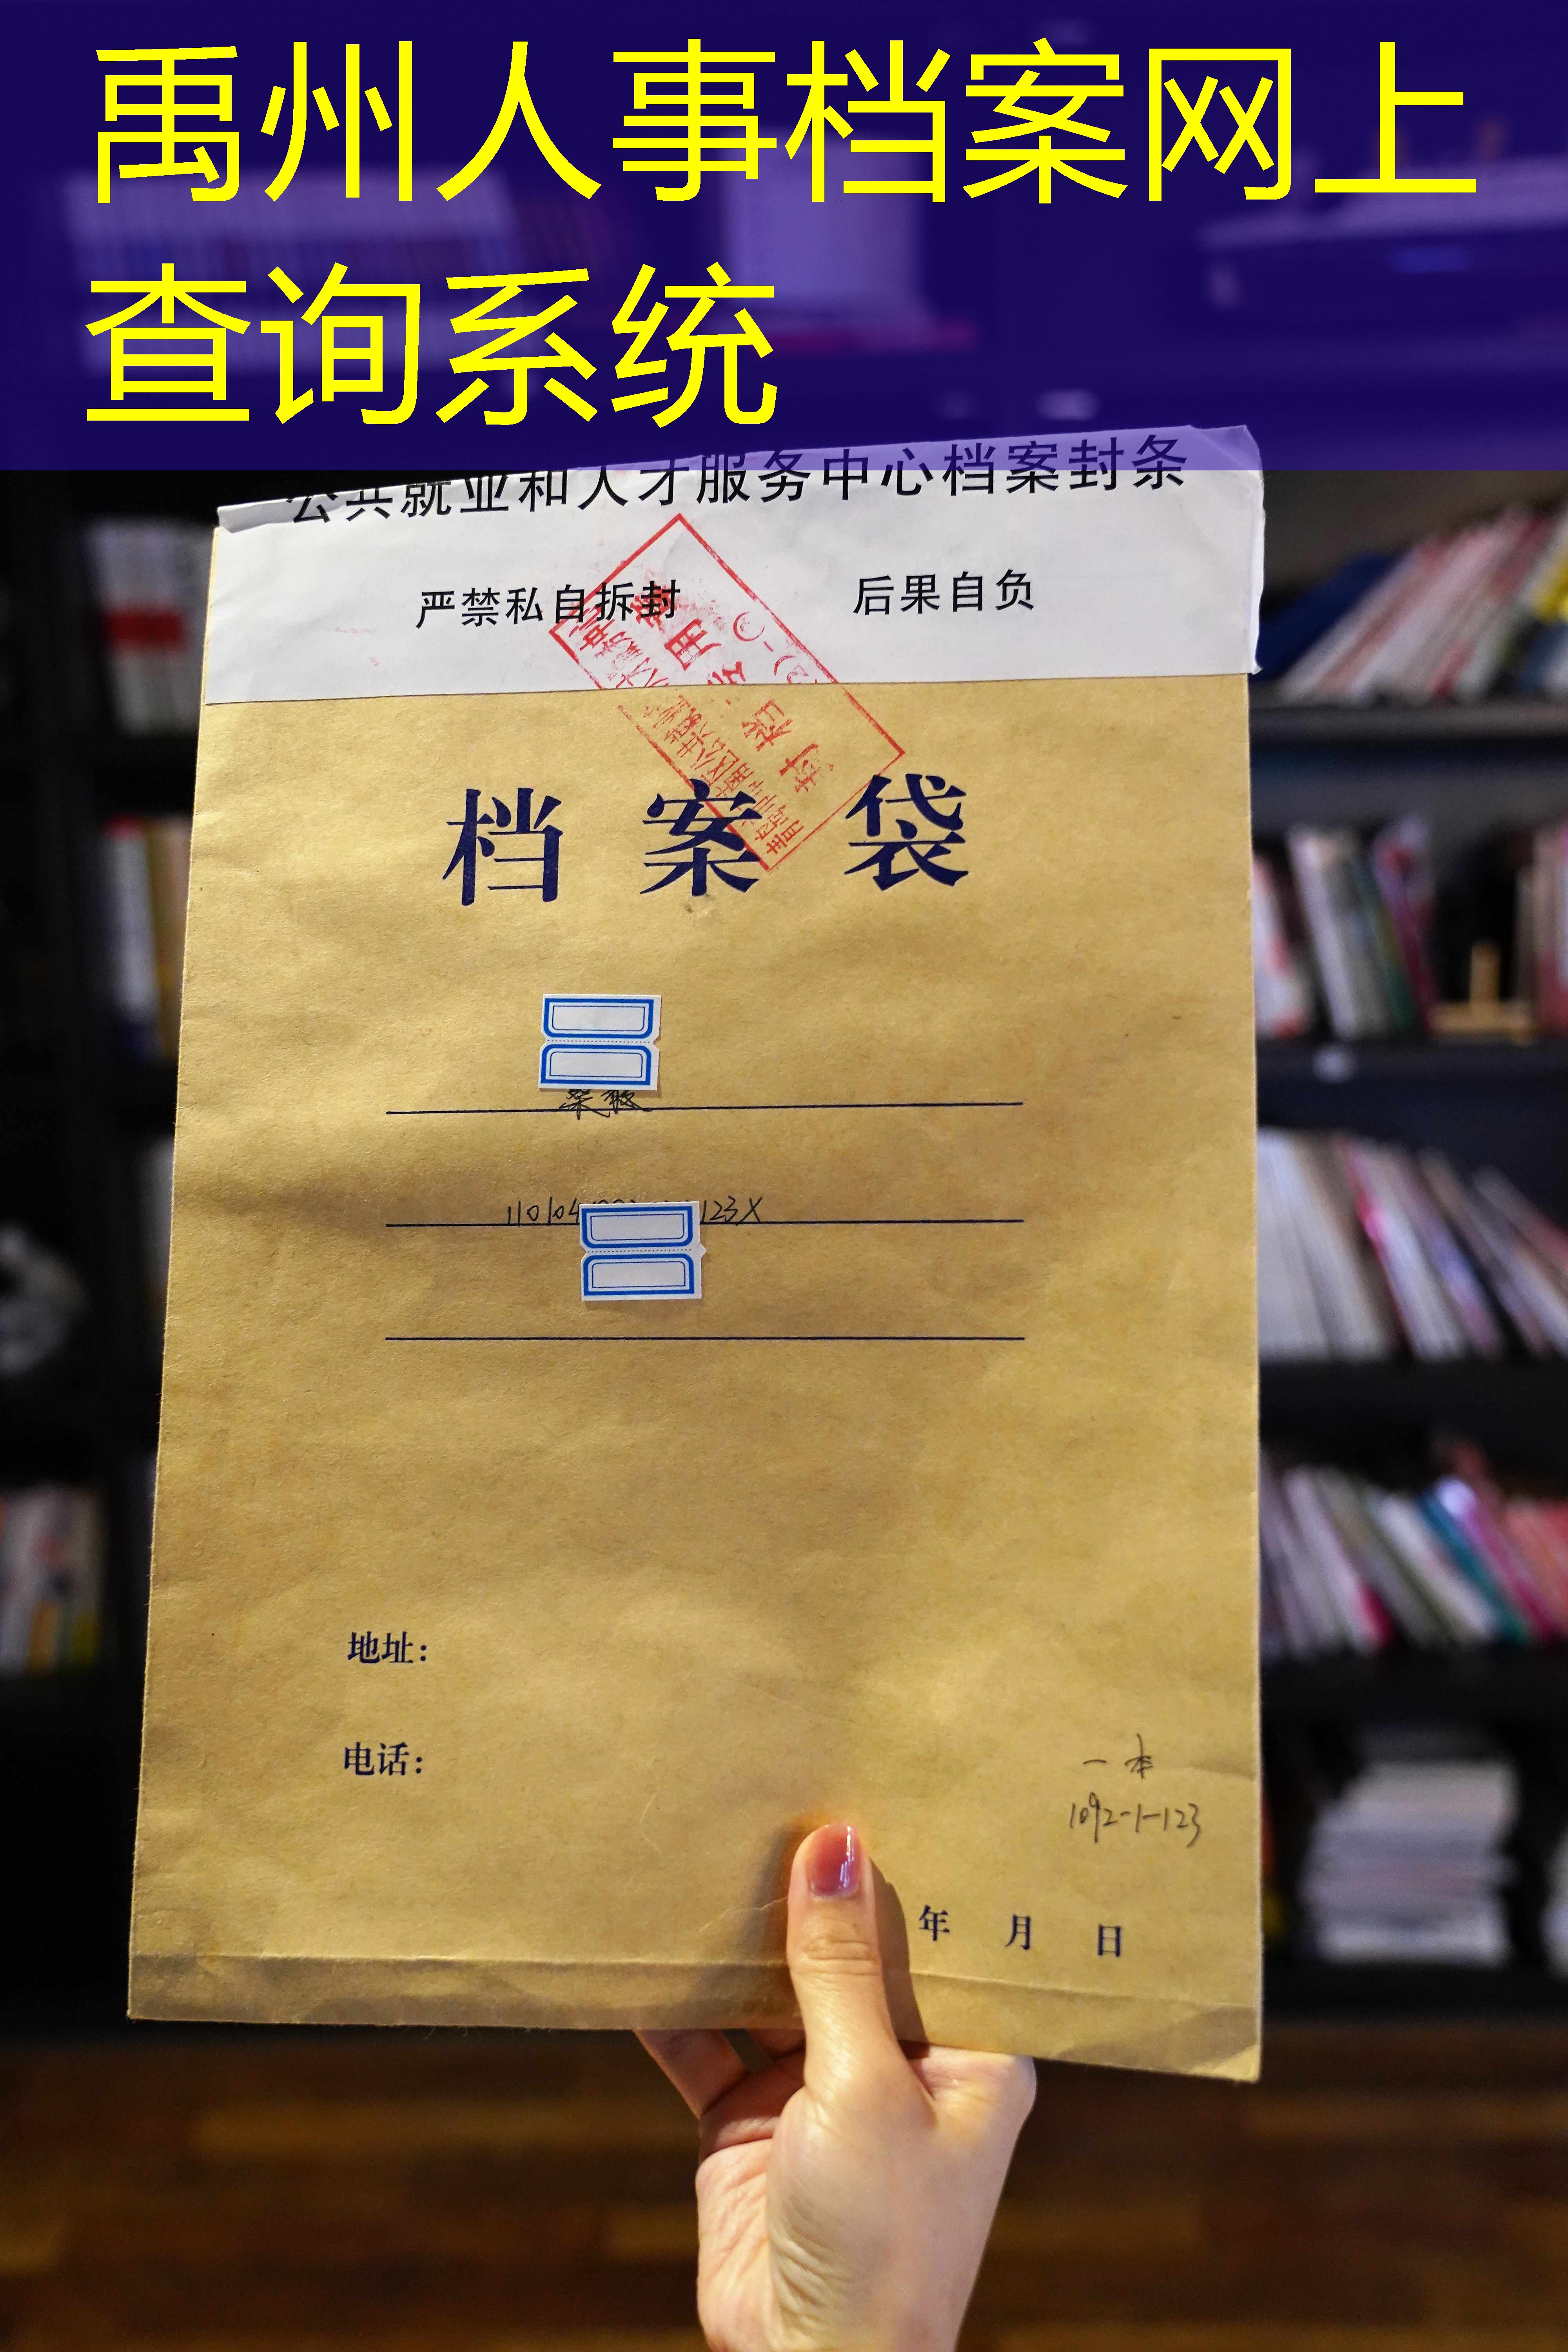 禹州人事档案网上
查询系统
公共就业和人才服务中心档案封条
严禁私自拆封 后果自负
档案袋
110104 123X
地址:
电话:
一本
1092-1-123
年 月 日